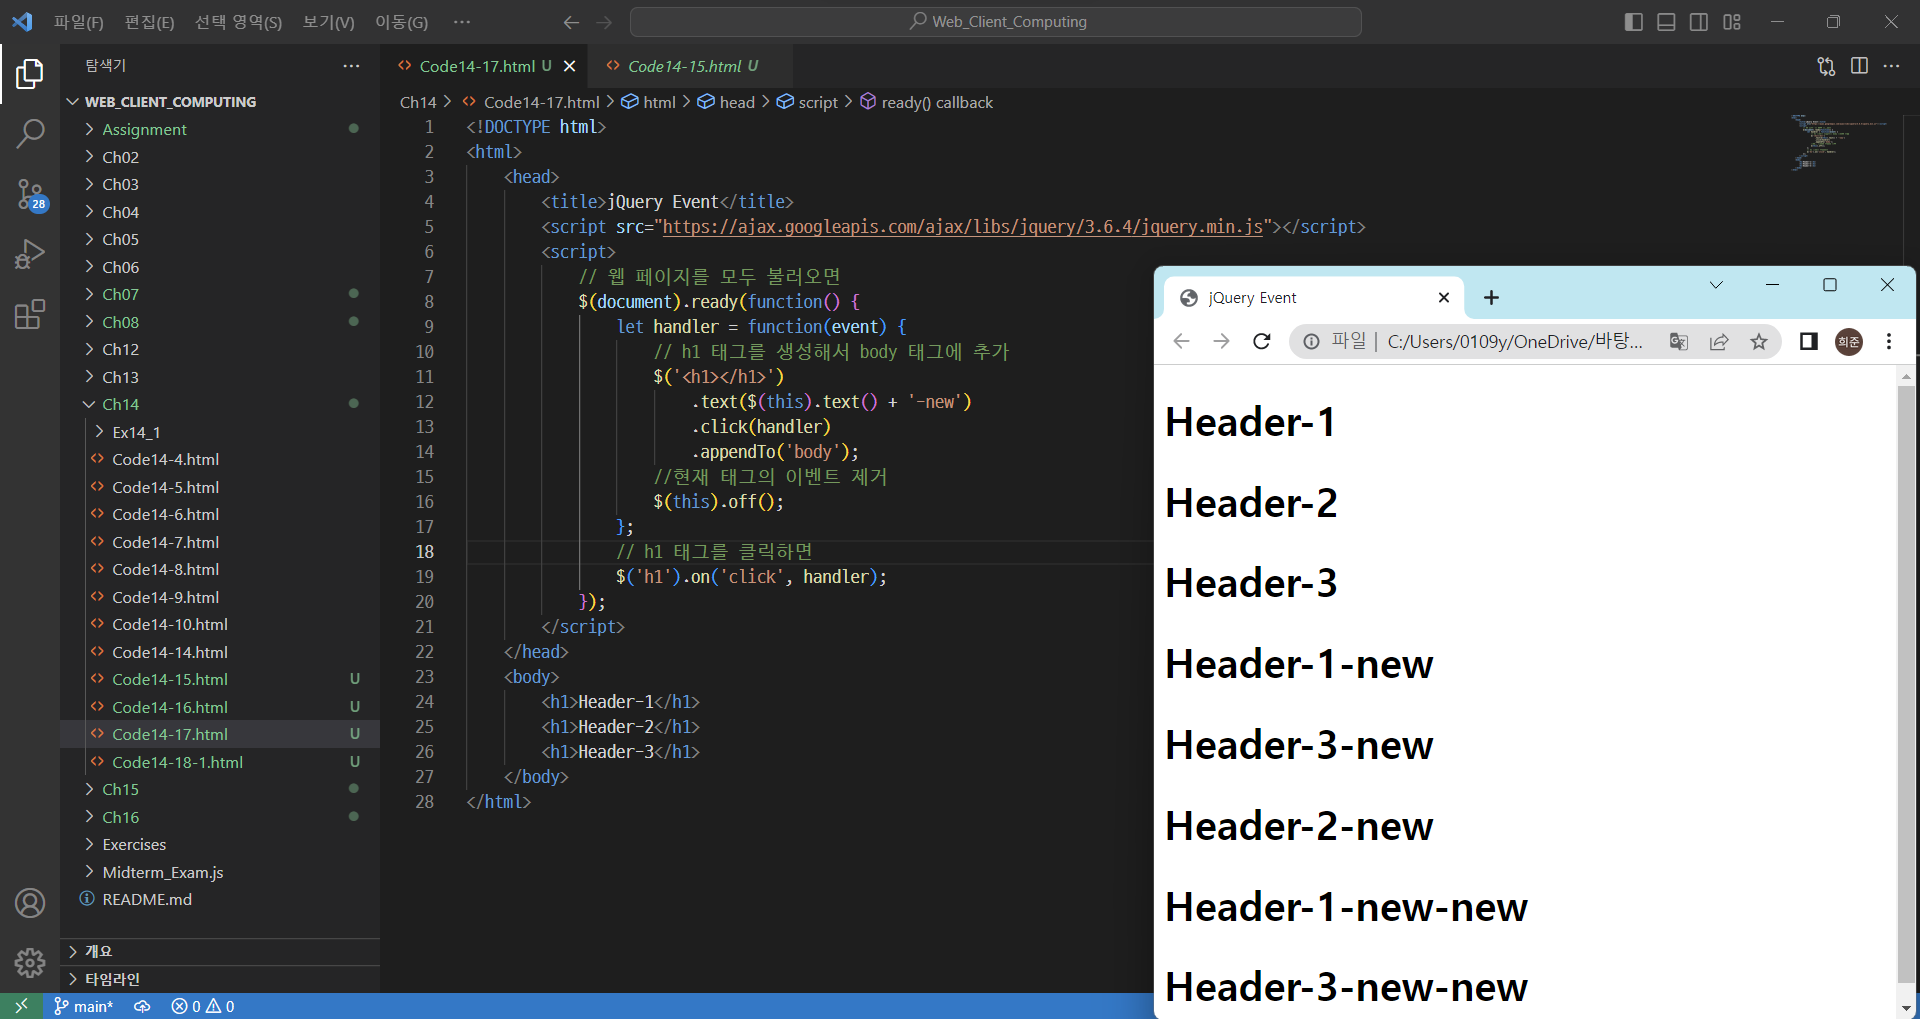 파일(F) 편집(E) 선택 영역(S) 보기(V) 이동(G) ··· Web_Client_Computing
탐색기 ···
WEB_CLIENT_COMPUTING
Assignment
Ch02
Ch03
Ch04
Ch05
Ch06
Ch07
Ch08
Ch12
Ch13
Ch14
Ex14_1
Code14-4.html
Code14-5.html
Code14-6.html
Code14-7.html
Code14-8.html
Code14-9.html
Code14-10.html
Code14-14.html
Code14-15.html U
Code14-16.html U
Code14-17.html U
Code14-18-1.html U
Ch15
Ch16
Exercises
Midterm_Exam.js
README.md
개요
타임라인
28
Code14-17.html U Code14-15.html U
Ch14 > Code14-17.html > html > head > script > ready() callback
1 <!DOCTYPE html>
2 <html>
3 <head>
4 <title>jQuery Event</title>
5 <script src="https://ajax.googleapis.com/ajax/libs/jquery/3.6.4/jquery.min.js"></script>
6 <script>
7 // 웹 페이지를 모두 불러오면
8 $(document).ready(function() {
9 let handler = function(event) {
10 // h1 태그를 생성해서 body 태그에 추가
11 $('<h1></h1>')
12 .text($(this).text() + '-new')
13 .click(handler)
14 .appendTo('body');
15 //현재 태그의 이벤트 제거
16 $(this).off();
17 };
18 // h1 태그를 클릭하면
19 $('h1').on('click', handler);
20 });
21 </script>
22 </head>
23 <body>
24 <h1>Header-1</h1>
25 <h1>Header-2</h1>
26 <h1>Header-3</h1>
27 </body>
28 </html>
jQuery Event
파일 | C:/Users/0109y/OneDrive/바탕... 희준
Header-1
Header-2
Header-3
Header-1-new
Header-3-new
Header-2-new
Header-1-new-new
Header-3-new-new
main* 0 0